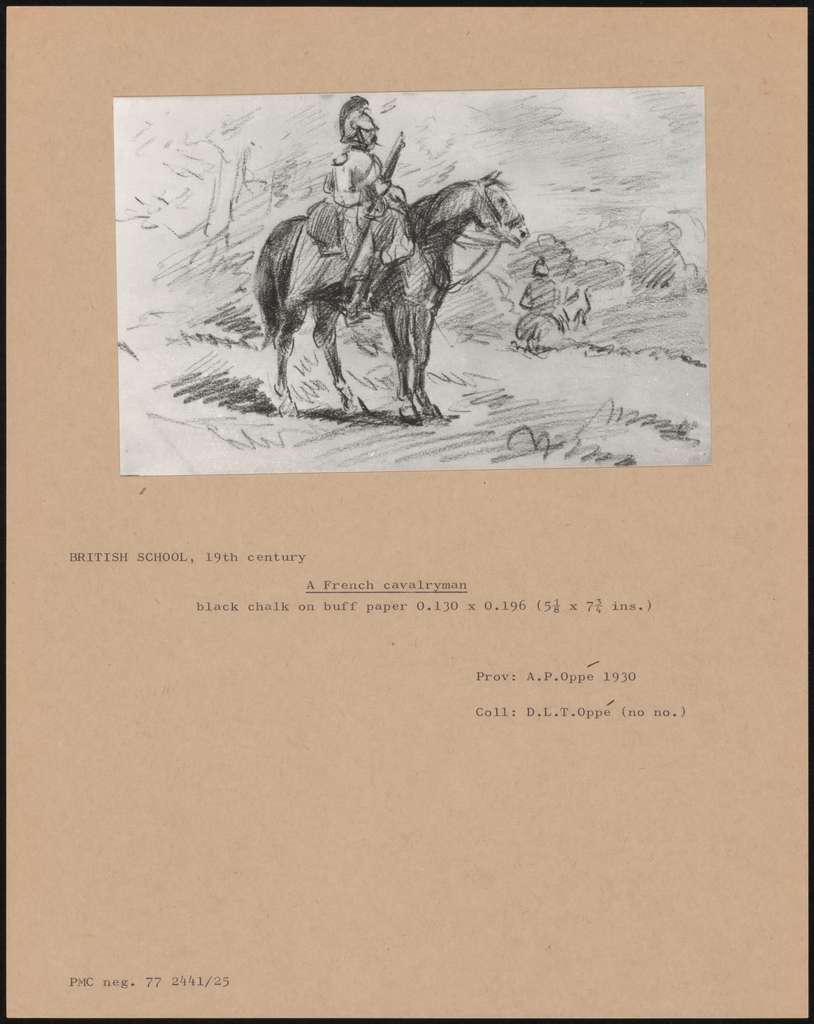 BRITISH SCHOOL, 19th century
A French cavalryman
black chalk on buff paper 0.130 x 0.196 (5⅛ x 7¾ ins.)
Prov: A.P.Oppé 1930
Coll: D.L.T.Oppé (no no.)
PMC neg. 77 2441/25